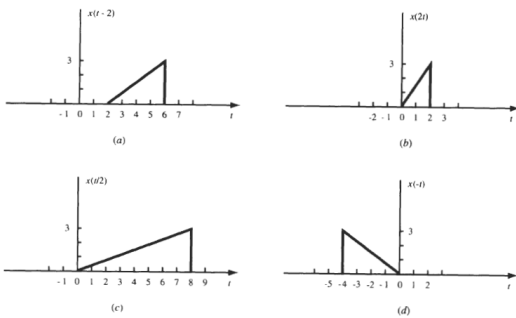 x(t - 2)
3
-1 0 1 2 3 4 5 6 7 t
(a)
x(2t)
3
-2 -1 0 1 2 3 t
(b)
x(t/2)
3
-1 0 1 2 3 4 5 6 7 8 9 t
(c)
x(-t)
3
-5 -4 -3 -2 -1 0 1 2 t
(d)